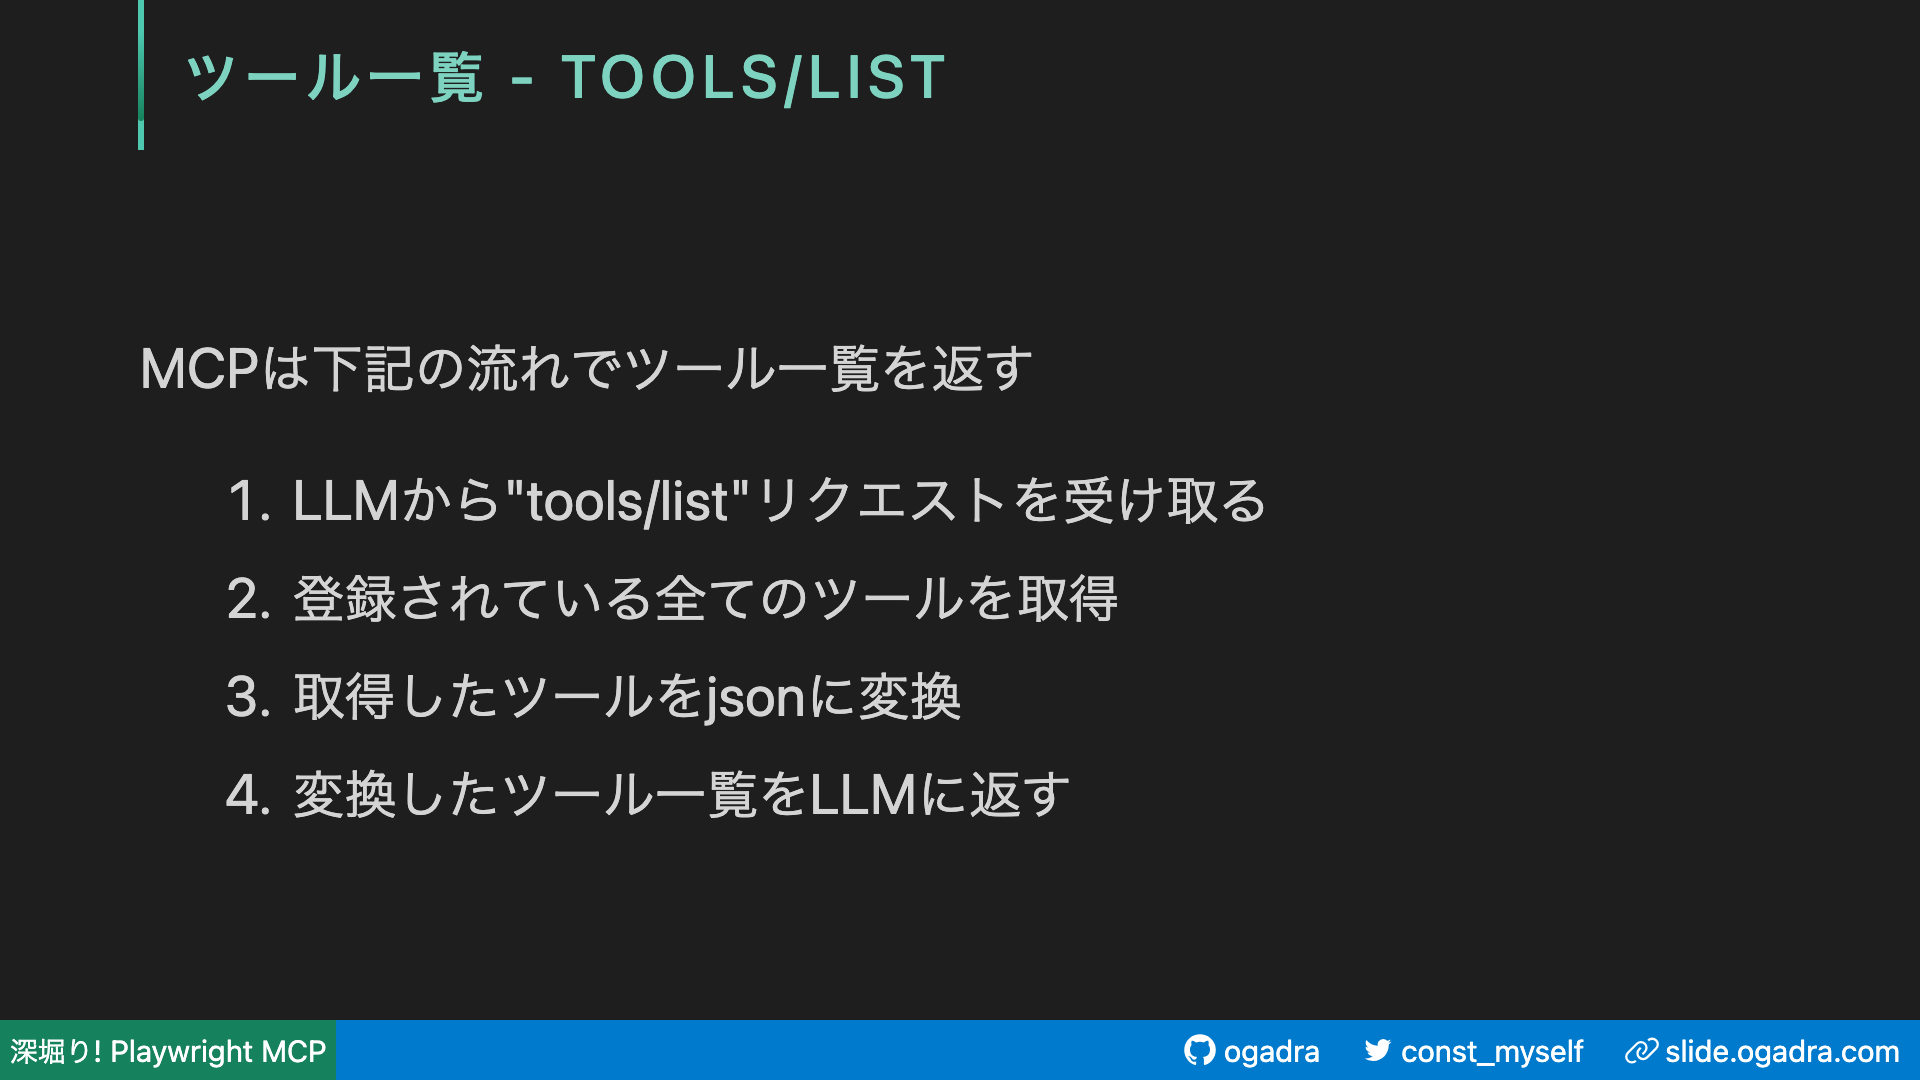 ツール一覧 - TOOLS/LIST
MCPは下記の流れでツール一覧を返す
1. LLMから"tools/list"リクエストを受け取る
2. 登録されている全てのツールを取得
3. 取得したツールをjsonに変換
4. 変換したツール一覧をLLMに返す
深堀り! Playwright MCP
ogadra
const_myself
slide.ogadra.com